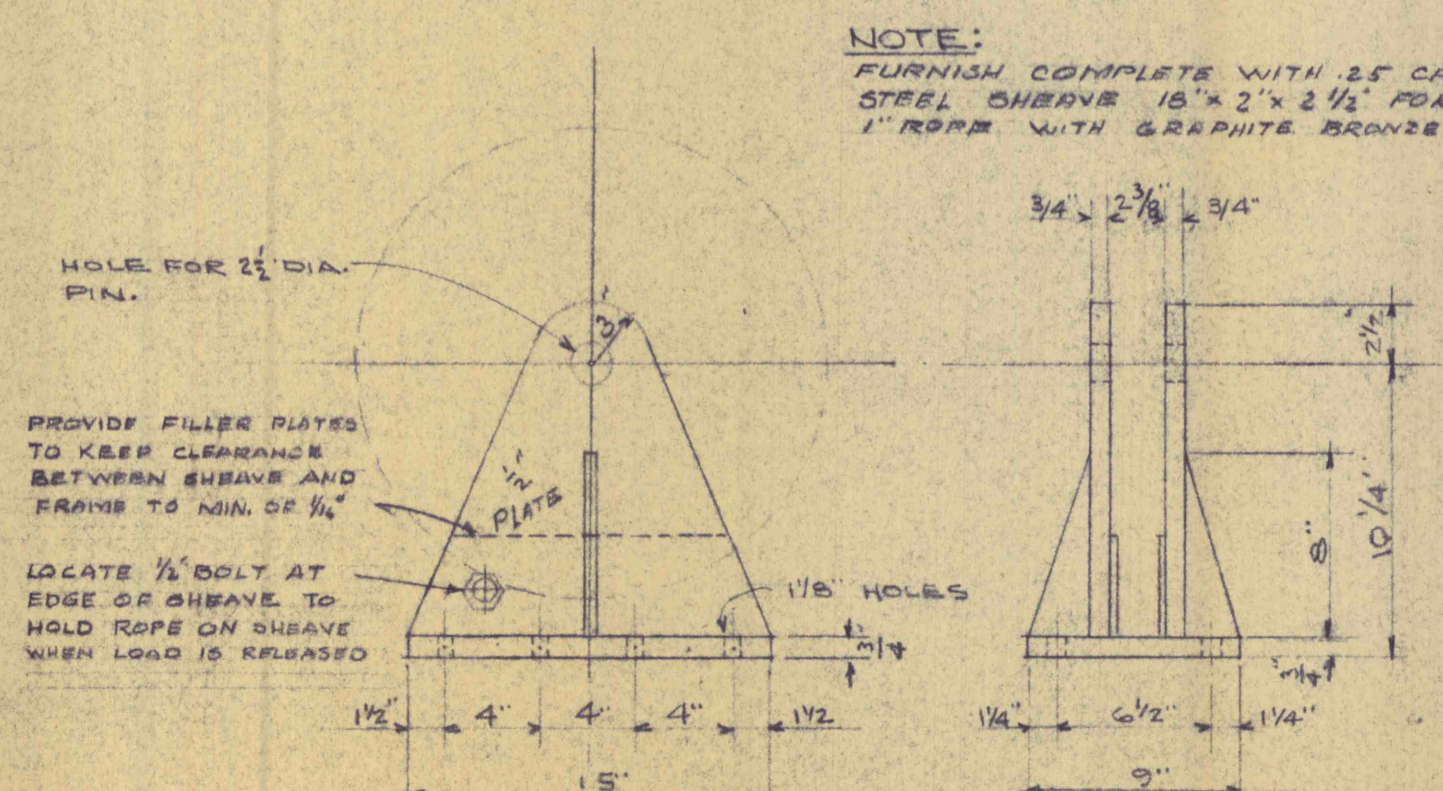 NOTE:
FURNISH COMPLETE WITH .25
STEEL SHEAVE 18" x 2" x 2 1/2" FOR
1" ROPE WITH GRAPHITE BRONZE
3/4" 2 3/8 3/4"
HOLE FOR 2 1/2" DIA.
PIN.
3"
2 1/2"
PROVIDE FILLER PLATES
TO KEEP CLEARANCE
BETWEEN SHEAVE AND
FRAME TO MIN. OF 1/16"
1/2"
PLATE
8"
10 1/4"
LOCATE 1/2" BOLT AT
EDGE OF SHEAVE TO
HOLD ROPE ON SHEAVE
WHEN LOAD IS RELEASED
1 1/8" HOLES
3/4"
3/4"
1 1/2" 4" 4" 4" 1 1/2
1 1/4" 6 1/2" 1 1/4"
15"
9"